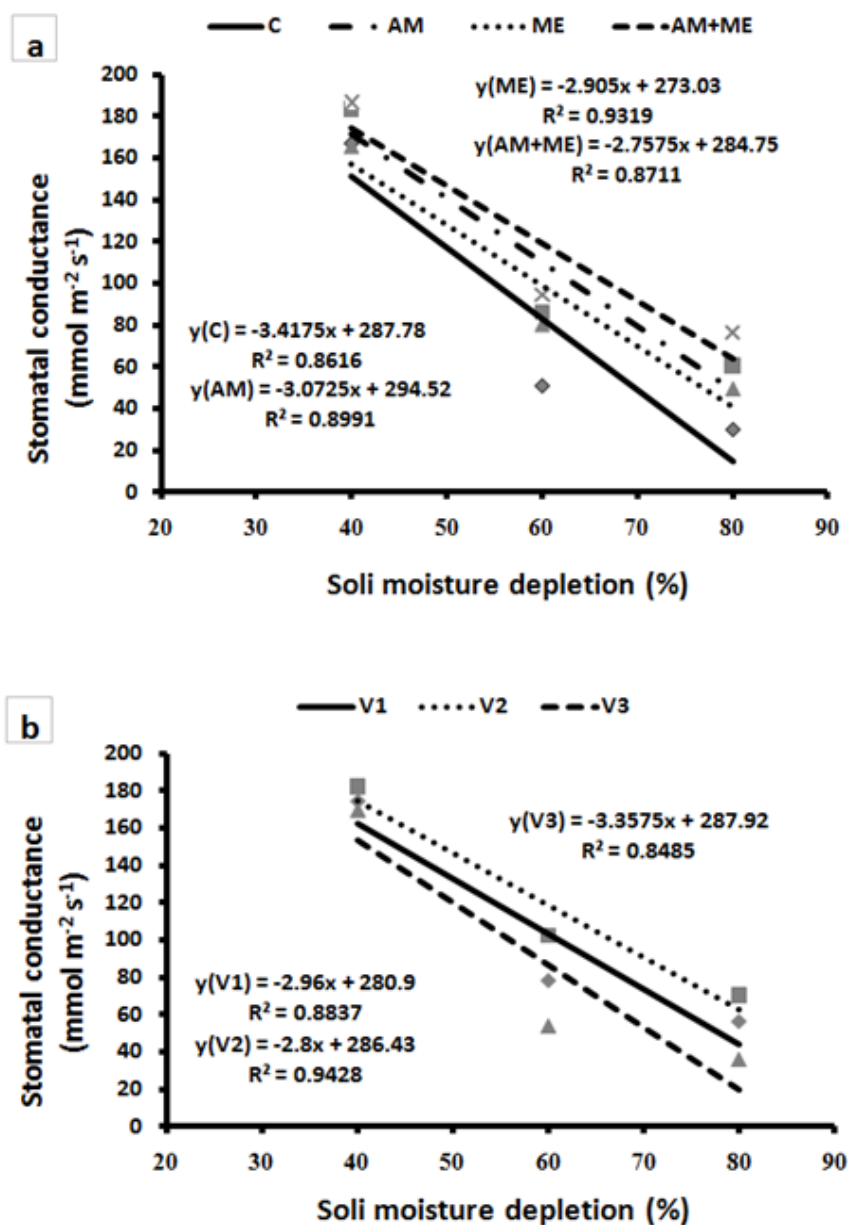 a
C AM ME AM+ME
Stomatal conductance
(mmol m⁻² s⁻¹)
200
180
160
140
120
100
80
60
40
20
0
y(ME) = -2.905x + 273.03
R² = 0.9319
y(AM+ME) = -2.7575x + 284.75
R² = 0.8711
y(C) = -3.4175x + 287.78
R² = 0.8616
y(AM) = -3.0725x + 294.52
R² = 0.8991
20 30 40 50 60 70 80 90
Soli moisture depletion (%)
b
V1 V2 V3
Stomatal conductance
(mmol m⁻² s⁻¹)
200
180
160
140
120
100
80
60
40
20
0
y(V3) = -3.3575x + 287.92
R² = 0.8485
y(V1) = -2.96x + 280.9
R² = 0.8837
y(V2) = -2.8x + 286.43
R² = 0.9428
20 30 40 50 60 70 80 90
Soli moisture depletion (%)